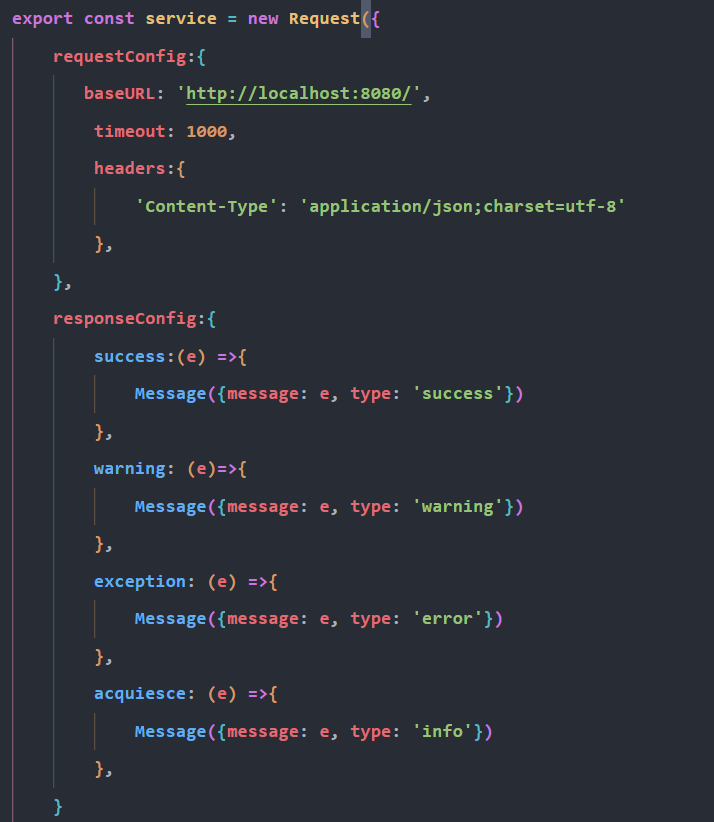 export const service = new Request({
requestConfig:{
baseURL: 'http://localhost:8080/',
timeout: 1000,
headers:{
'Content-Type': 'application/json;charset=utf-8'
},
},
responseConfig:{
success:(e) =>{
Message({message: e, type: 'success'})
},
warning: (e)=>{
Message({message: e, type: 'warning'})
},
exception: (e) =>{
Message({message: e, type: 'error'})
},
acquiesce: (e) =>{
Message({message: e, type: 'info'})
},
}